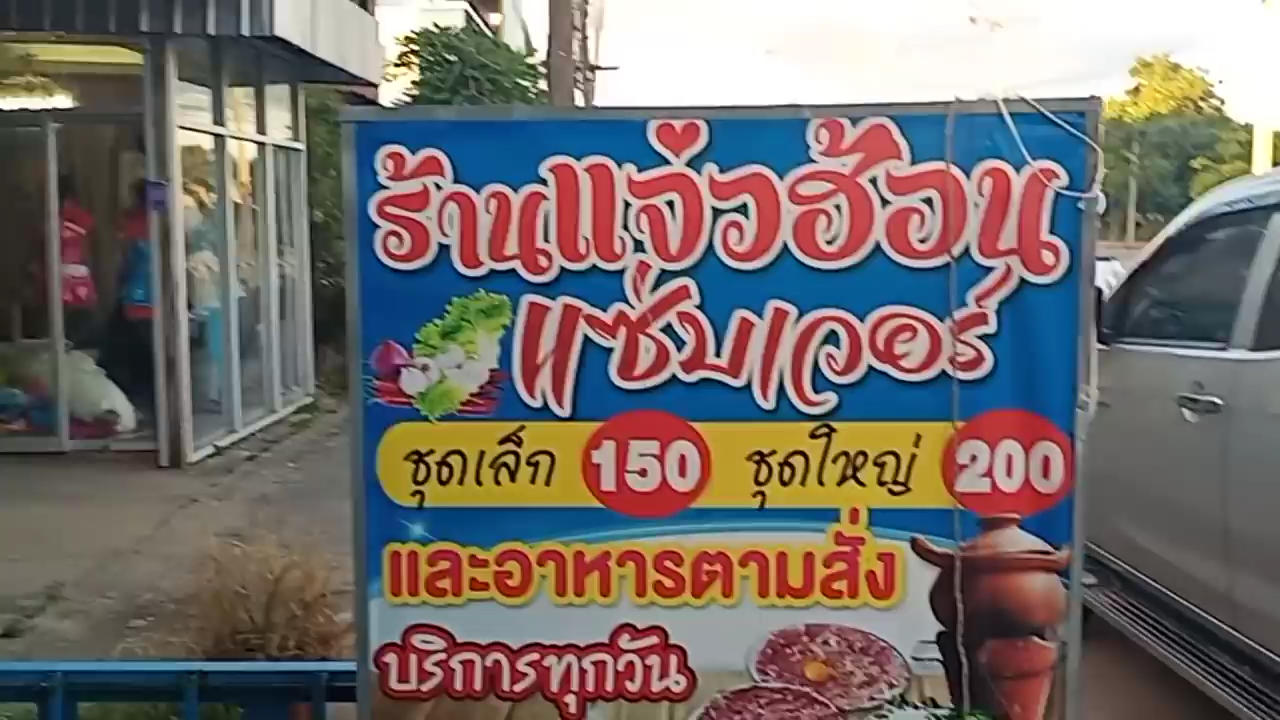 ร้านแจ่วฮ้อน
แซ่บเวอร์
ชุดเล็ก 150 ชุดใหญ่ 200
และอาหารตามสั่ง
บริการทุกวัน